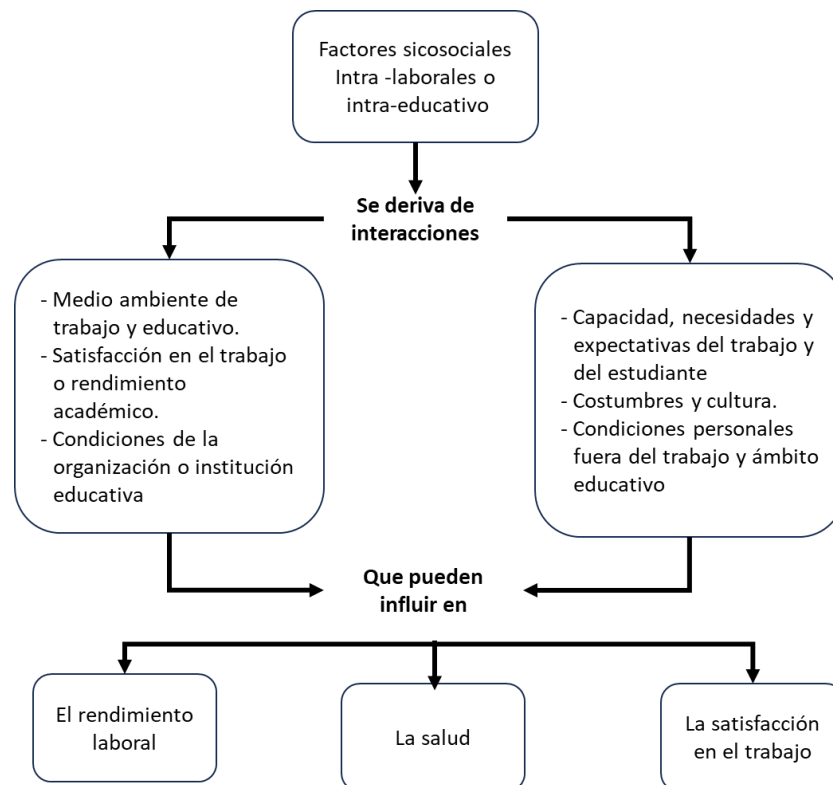 Factores sicosociales
Intra -laborales o
intra-educativo
Se deriva de
interacciones
- Medio ambiente de
trabajo y educativo.
- Satisfacción en el trabajo
o rendimiento
académico.
- Condiciones de la
organización o institución
educativa
- Capacidad, necesidades y
expectativas del trabajo y
del estudiante
- Costumbres y cultura.
- Condiciones personales
fuera del trabajo y ámbito
educativo
Que pueden
influir en
El rendimiento
laboral
La salud
La satisfacción
en el trabajo